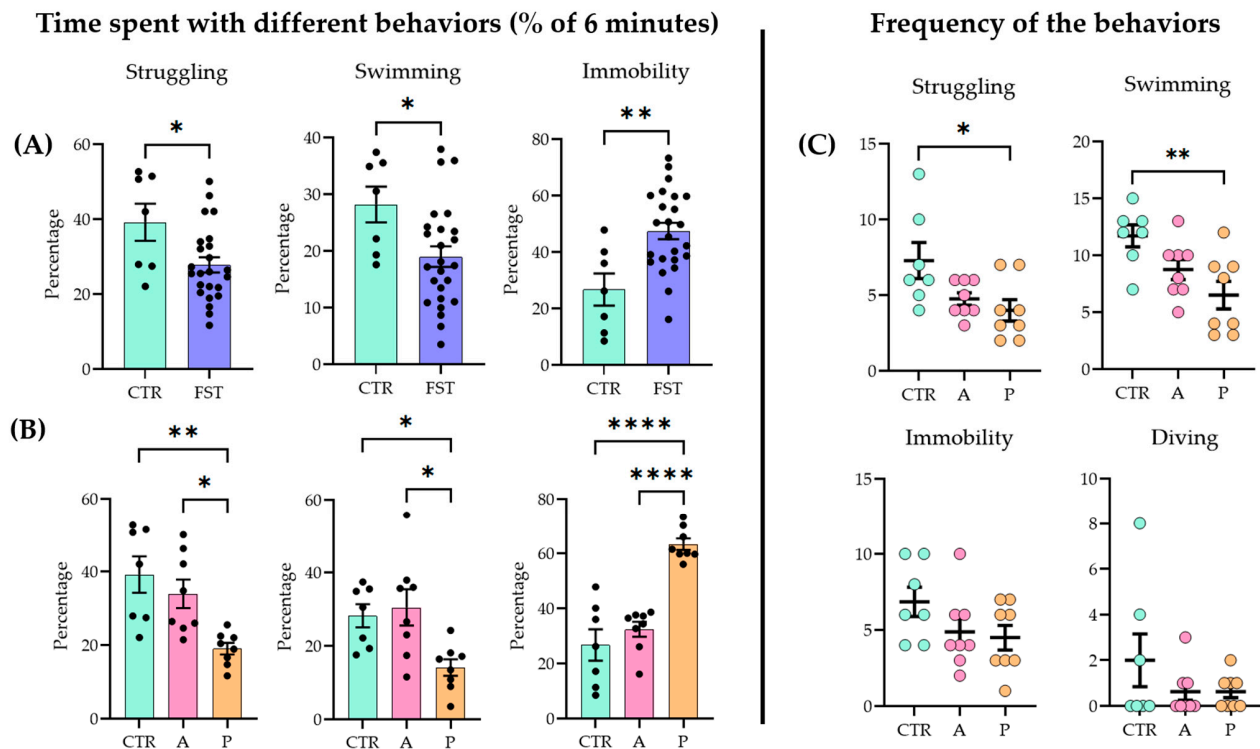 Time spent with different behaviors (% of 6 minutes)
Struggling
Swimming
Immobility
(A)
*
*
**
Percentage
60
40
20
0
CTR FST
Percentage
40
30
20
10
0
CTR FST
Percentage
80
60
40
20
0
CTR FST
(B)
**
*
*
*
****
****
Percentage
60
40
20
0
CTR A P
Percentage
60
40
20
0
CTR A P
Percentage
80
60
40
20
0
CTR A P
Frequency of the behaviors
(C)
Struggling
*
15
10
5
0
CTR A P
Swimming
**
20
15
10
5
0
CTR A P
Immobility
15
10
5
0
CTR A P
Diving
10
8
6
4
2
0
CTR A P